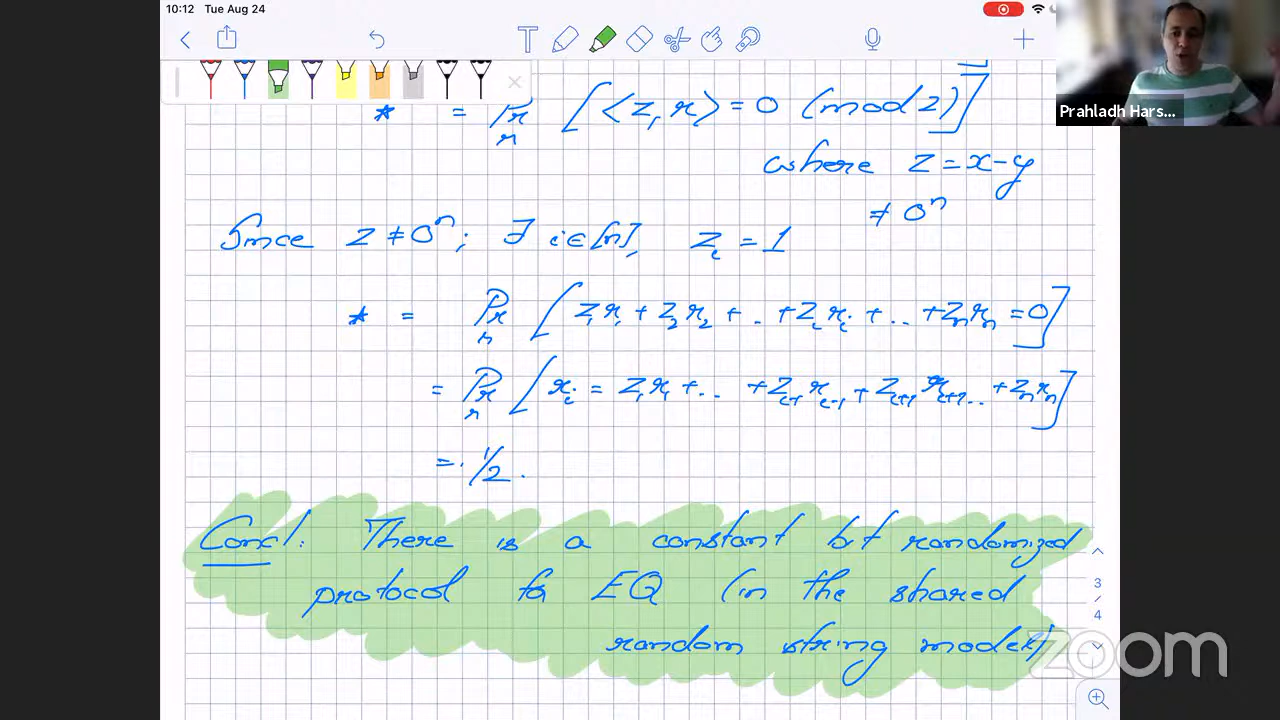 10:12 Tue Aug 24
Prahladh Hars...
* = Pr_r [<z, r> = 0 (mod 2)]
where z = x-y
≠ 0^n
Since z ≠ 0^n; ∃ i∈[n], z_i = 1
* = Pr_r [z_1r_1 + z_2r_2 + .. + z_ir_i + .. + z_nr_n = 0]
= Pr_r [r_i = z_1r_1 + .. + z_{i-1}r_{i-1} + z_{i+1}r_{i+1} .. + z_nr_n]
= 1/2.
Concl: There is a constant bit randomized
protocol for EQ (in the shared
random string model)
3
/
4
zoom